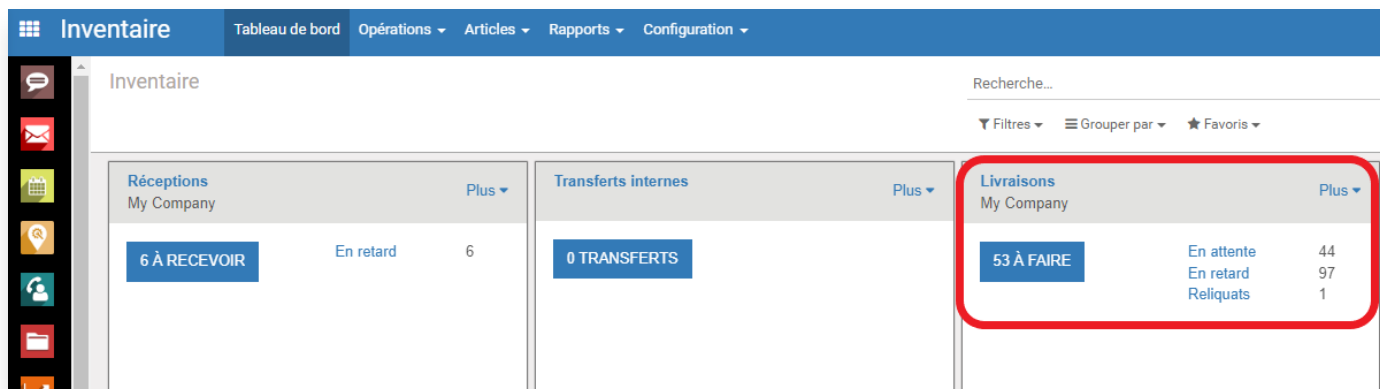 Inventaire Tableau de bord Opérations Articles Rapports Configuration
Inventaire
Recherche...
Filtres Grouper par Favoris
Réceptions
My Company
Plus
6 À RECEVOIR
En retard 6
Transferts internes
Plus
0 TRANSFERTS
Livraisons
My Company
Plus
53 À FAIRE
En attente 44
En retard 97
Reliquats 1